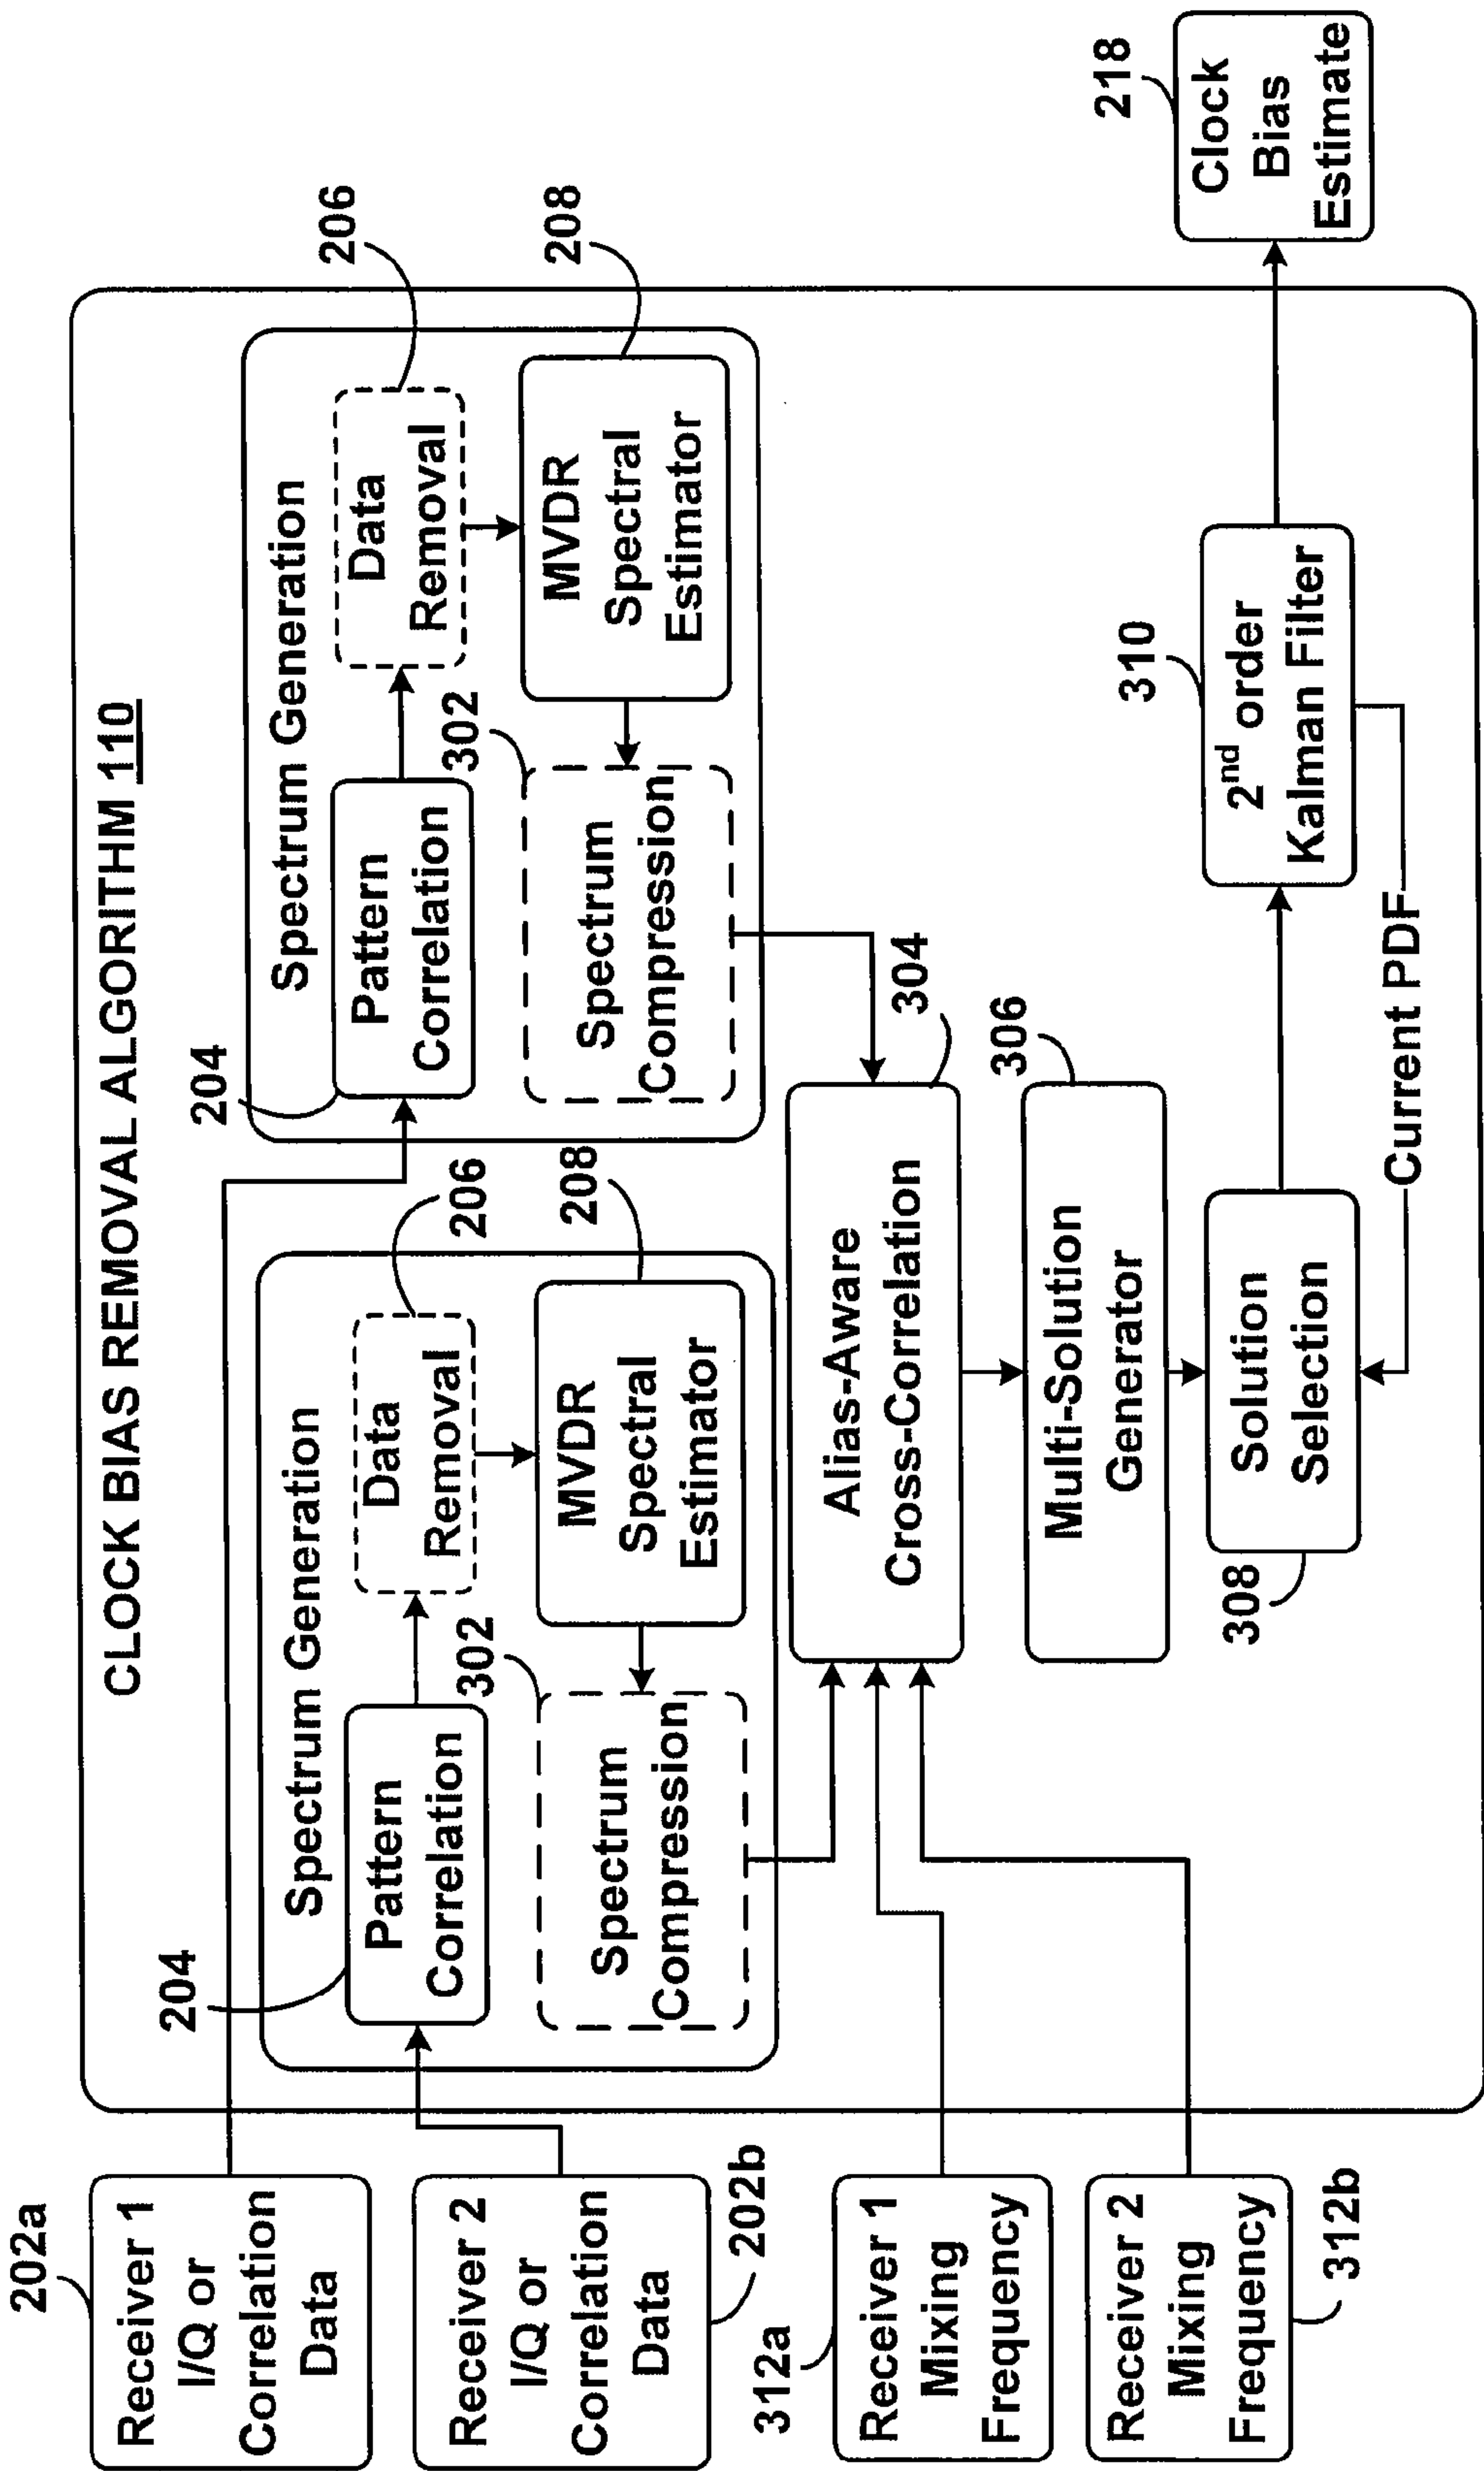 CLOCK BIAS REMOVAL ALGORITHM 110
202a
Receiver 1
I/Q or
Correlation
Data
Receiver 2
I/Q or
Correlation
Data
202b
312a
Receiver 1
Mixing
Frequency
Receiver 2
Mixing
Frequency
312b
204
Spectrum Generation
Pattern
Correlation
Data
Removal
206
302
Spectrum
Compression
MVDR
Spectral
Estimator
208
204
Spectrum Generation
Pattern
Correlation
Data
Removal
206
302
Spectrum
Compression
MVDR
Spectral
Estimator
208
Alias-Aware
Cross-Correlation
304
Multi-Solution
Generator
306
308
Solution
Selection
310
2nd order
Kalman Filter
Current PDF
218
Clock
Bias
Estimate